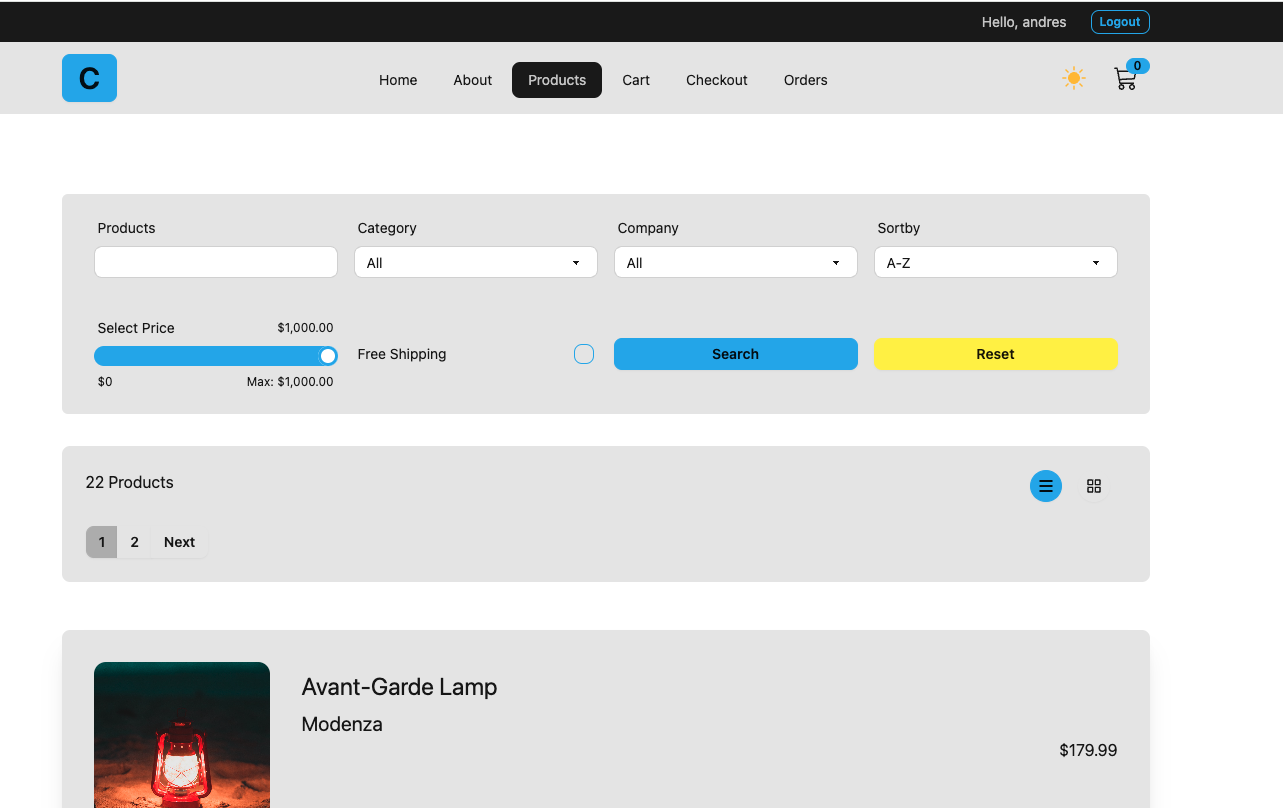 Hello, andres Logout
C Home About Products Cart Checkout Orders 0
Products Category Company Sortby
All All A-Z
Select Price $1,000.00
Free Shipping Search Reset
$0 Max: $1,000.00
22 Products
1 2 Next
Avant-Garde Lamp
Modenza
$179.99